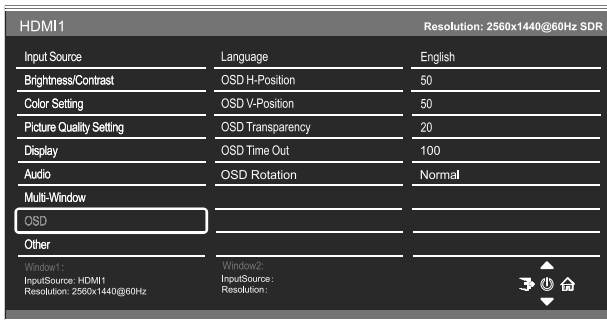 HDMI1 Resolution: 2560x1440@60Hz SDR
Input Source Language English
Brightness/Contrast OSD H-Position 50
Color Setting OSD V-Position 50
Picture Quality Setting OSD Transparency 20
Display OSD Time Out 100
Audio OSD Rotation Normal
Multi-Window
OSD
Other
Window1: Window2:
InputSource: HDMI1 InputSource:
Resolution: 2560x1440@60Hz Resolution: